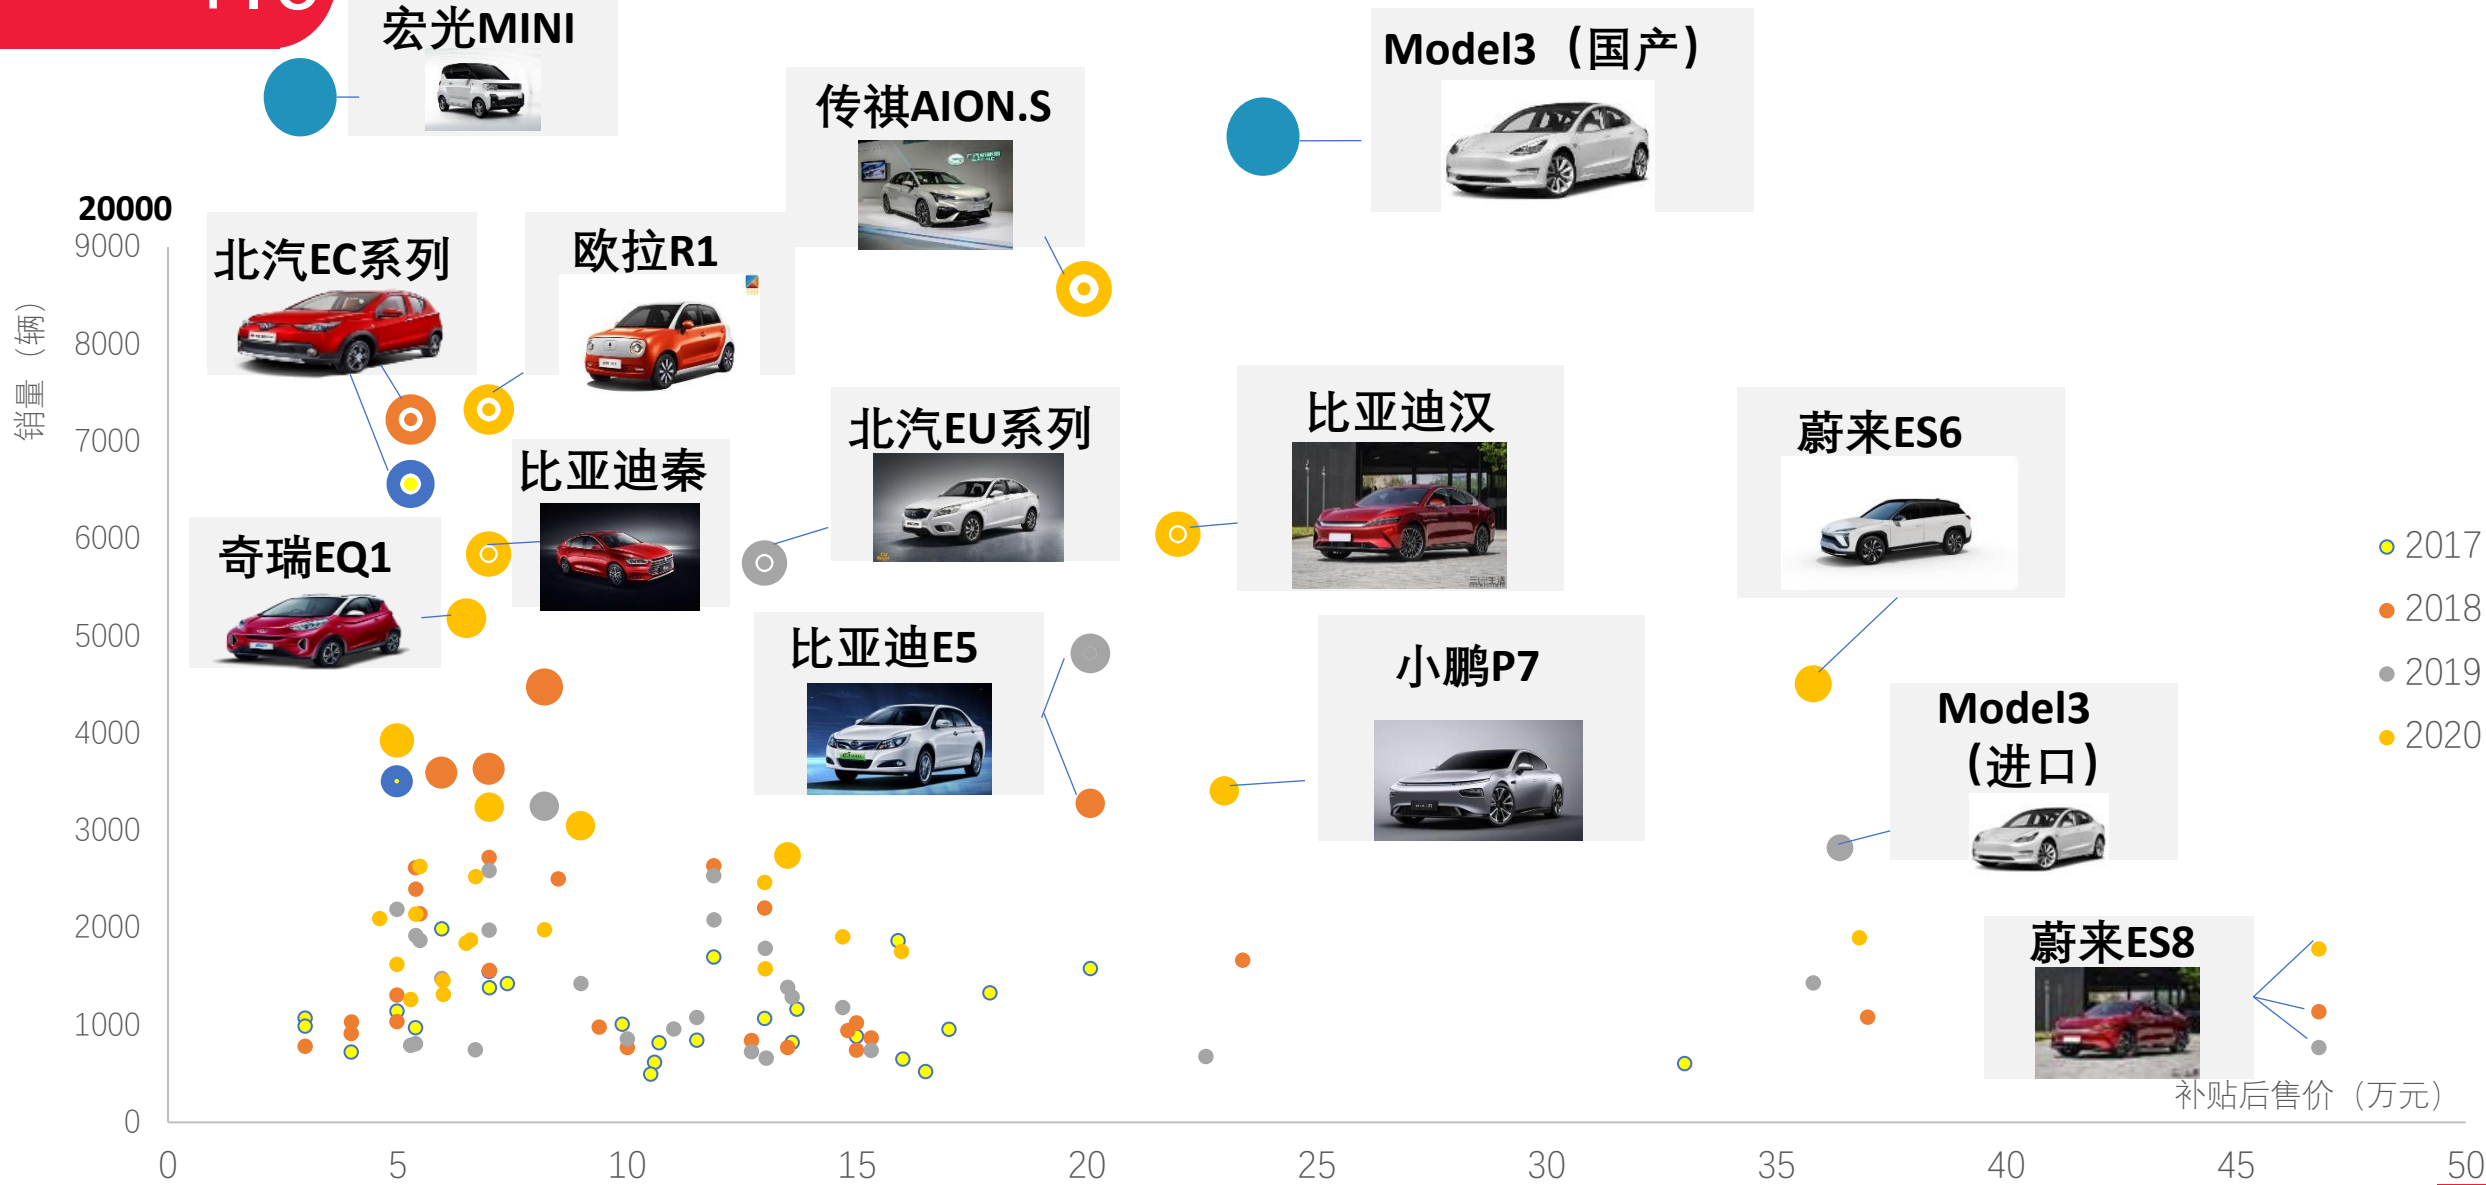 宏光MINI
Model3（国产）
传祺AION.S
20000
9000
8000
7000
6000
5000
4000
3000
2000
1000
0
销量（辆）
北汽EC系列
欧拉R1
北汽EU系列
比亚迪汉
蔚来ES6
比亚迪秦
奇瑞EQ1
比亚迪E5
小鹏P7
Model3
（进口）
蔚来ES8
2017
2018
2019
2020
补贴后售价（万元）
0 5 10 15 20 25 30 35 40 45 50